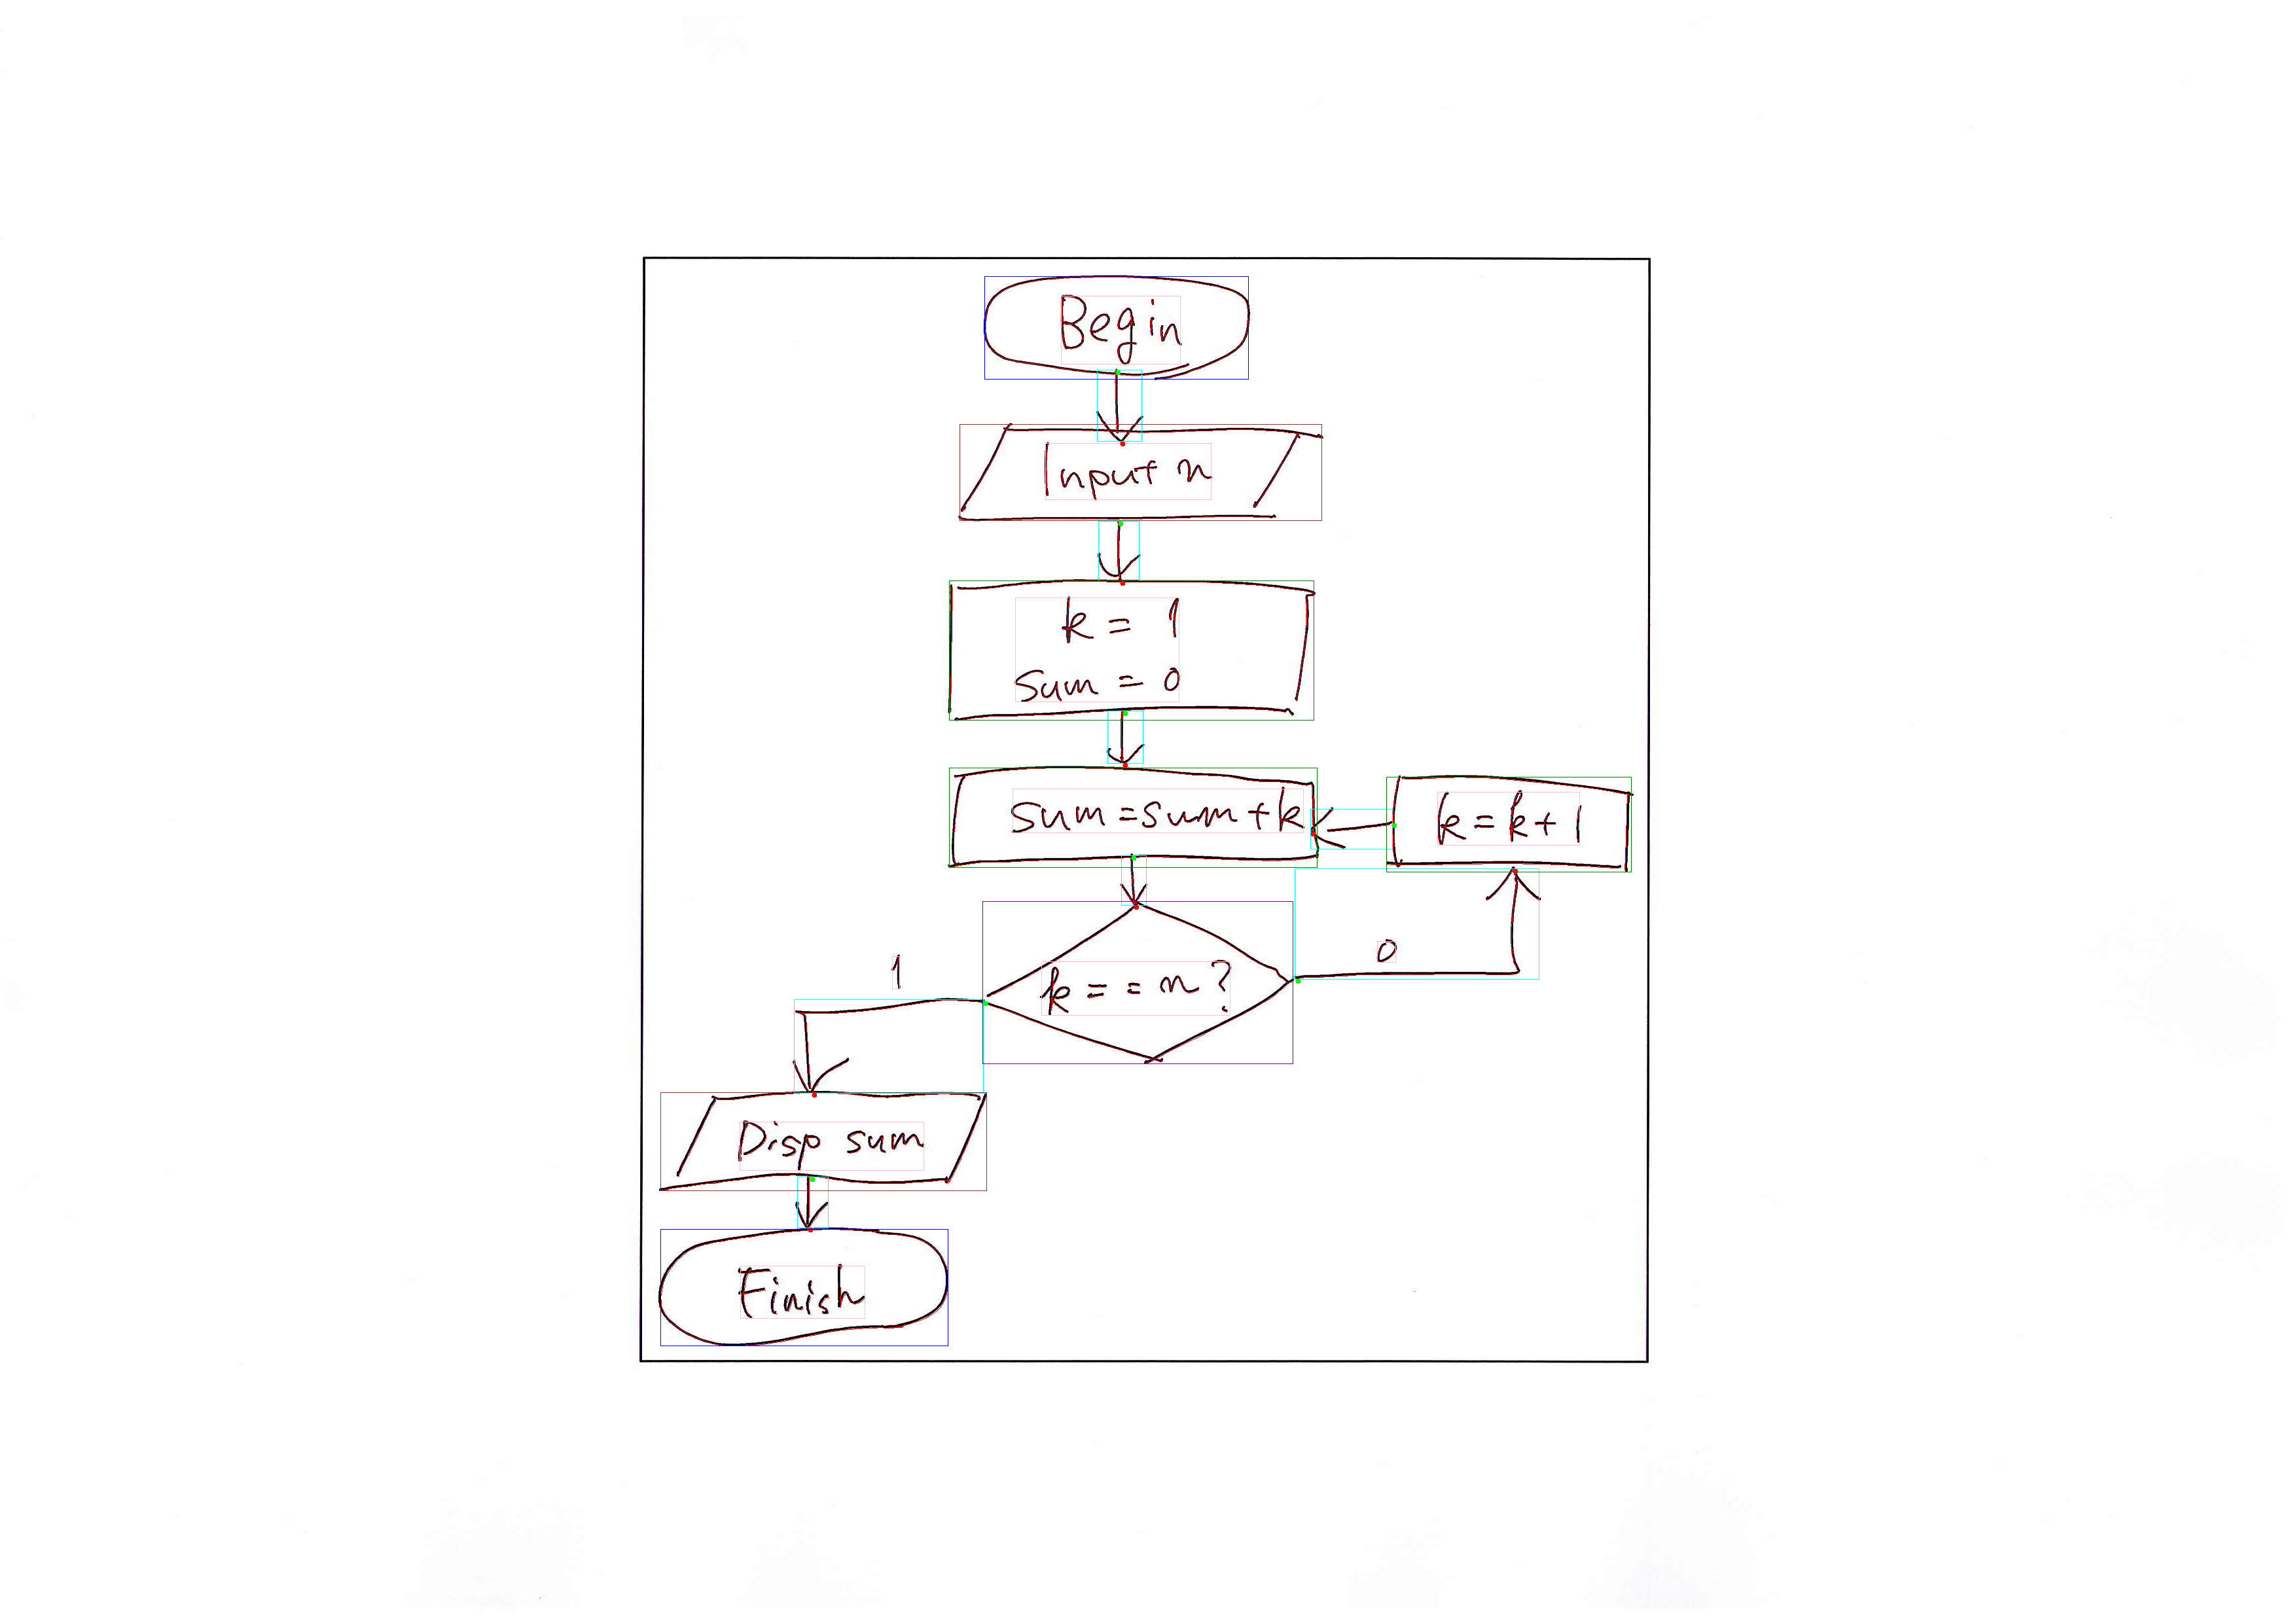 Begin
Input n
k = 1
sum = 0
sum = sum + k
k = k + 1
k = = n ?
1
0
Disp sum
Finish